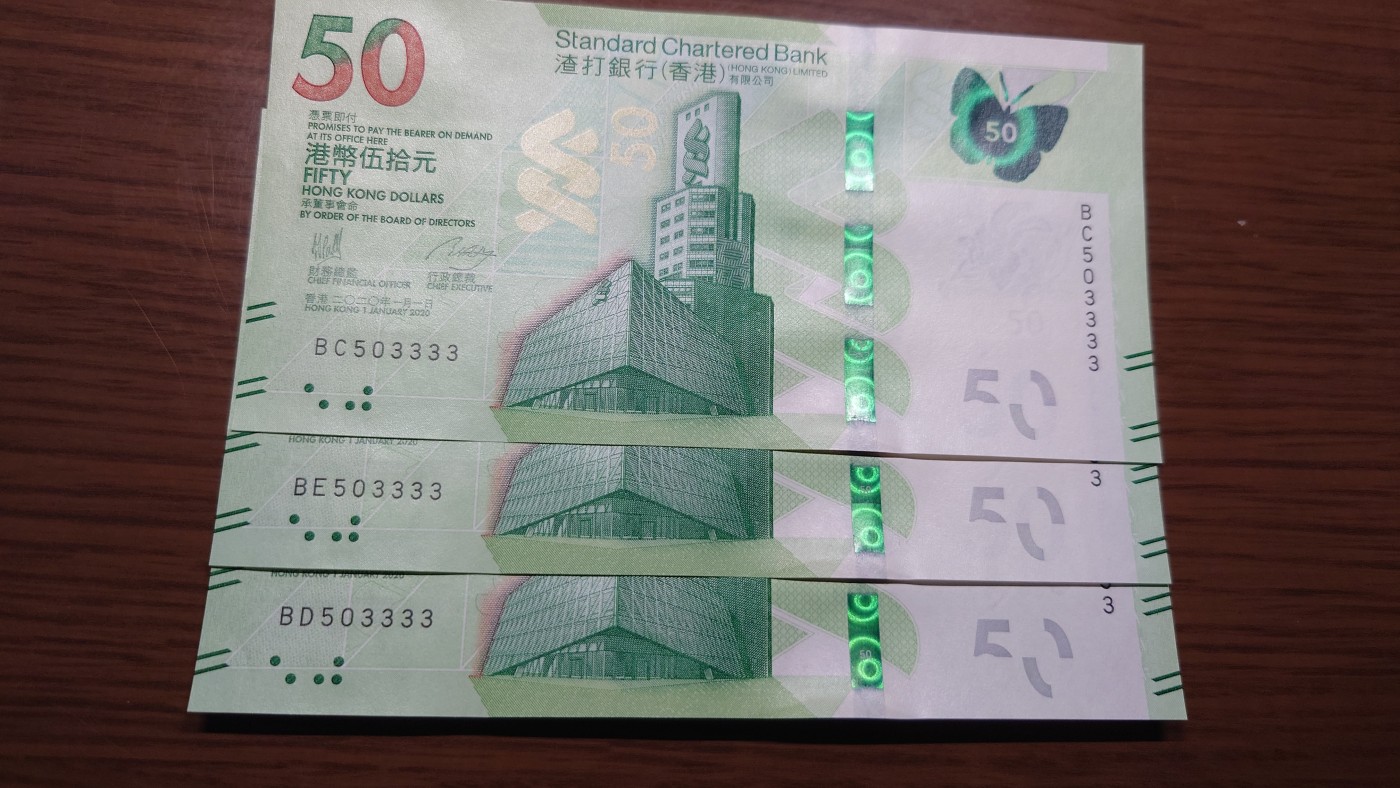 50
Standard Chartered Bank
渣打銀行(香港) (HONG KONG) LIMITED
有限公司
50
50
憑票即付
PROMISES TO PAY THE BEARER ON DEMAND
AT ITS OFFICE HERE
港幣伍拾元
FIFTY
HONG KONG DOLLARS
承董事會命
BY ORDER OF THE BOARD OF DIRECTORS
財務總監
CHIEF FINANCIAL OFFICER
行政總裁
CHIEF EXECUTIVE
香港二〇二〇年一月一日
HONG KONG 1 JANUARY 2020
BC503333
BC503333
50
50
HONG KONG 1 JANUARY 2020
BE503333
3
50
HONG KONG 1 JANUARY 2020
BD503333
3
50
50